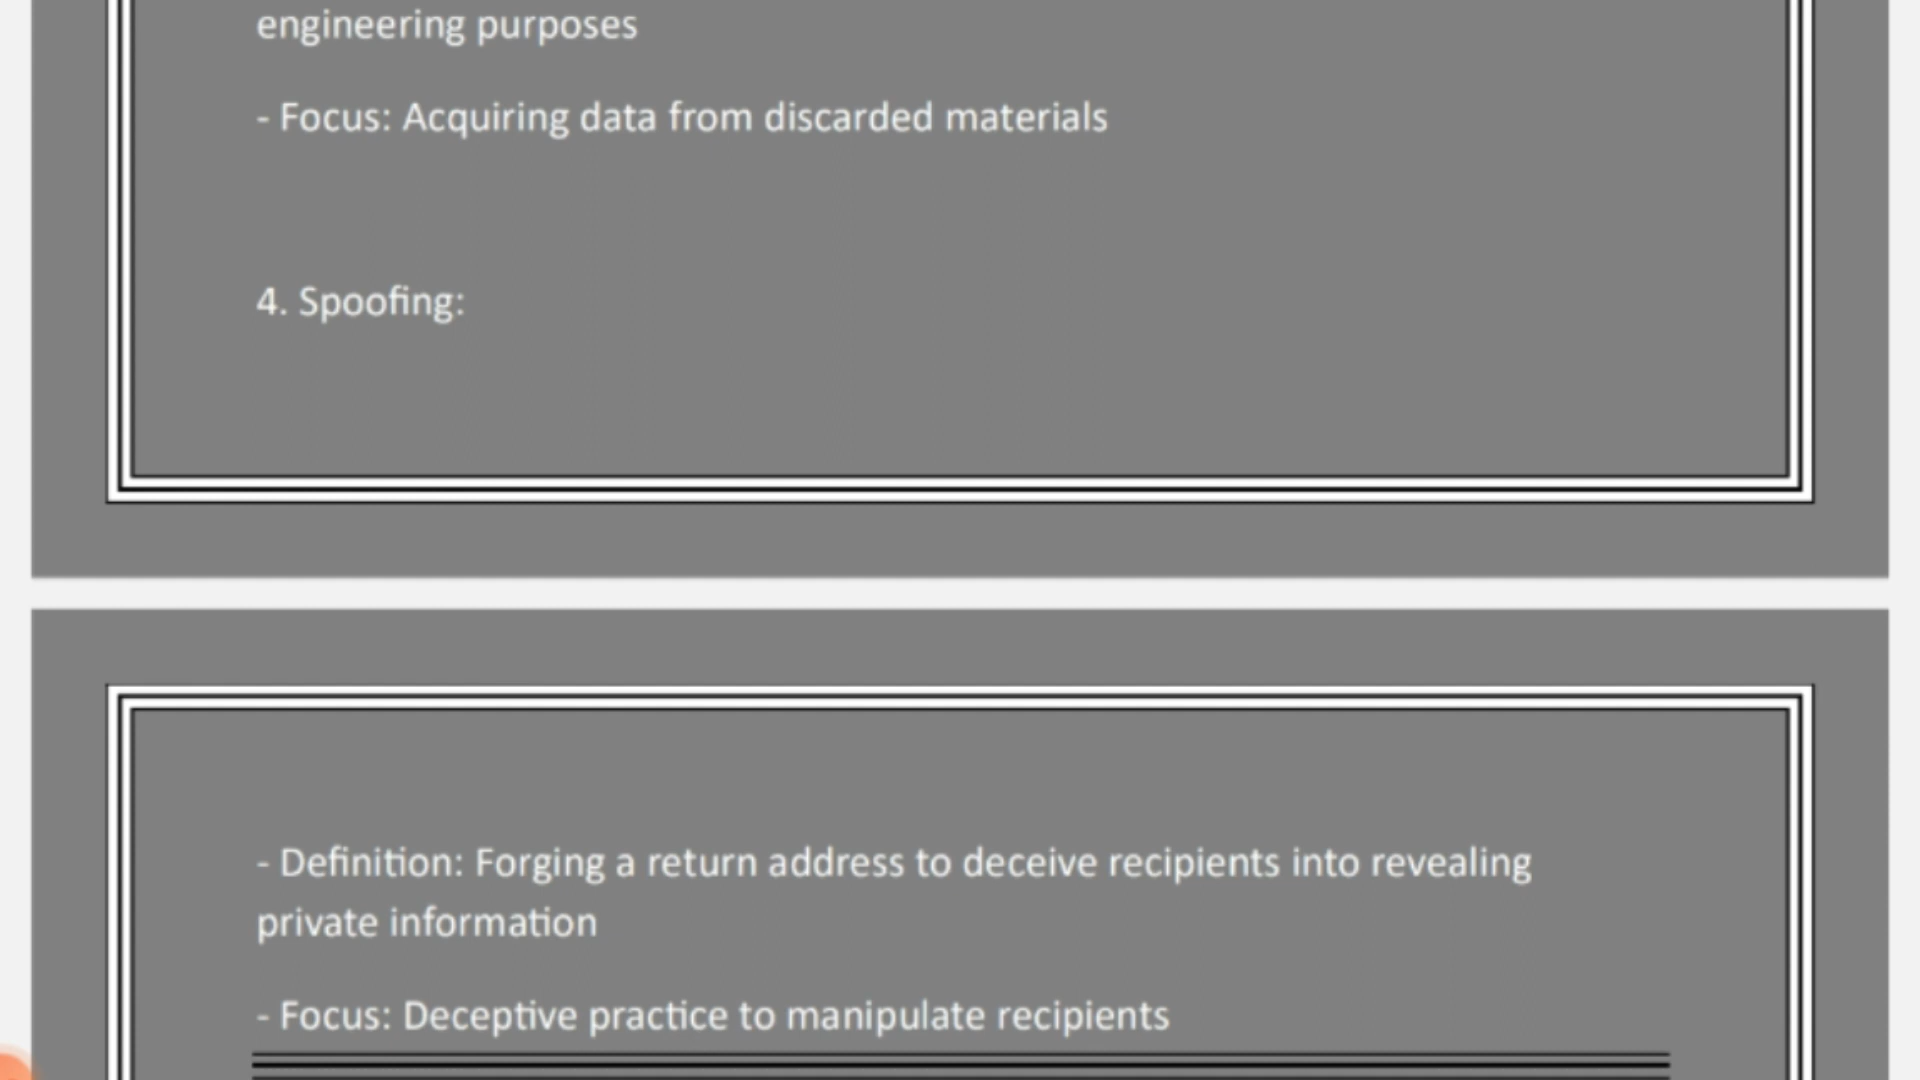 engineering purposes
- Focus: Acquiring data from discarded materials
4. Spoofing:
- Definition: Forging a return address to deceive recipients into revealing
private information
- Focus: Deceptive practice to manipulate recipients